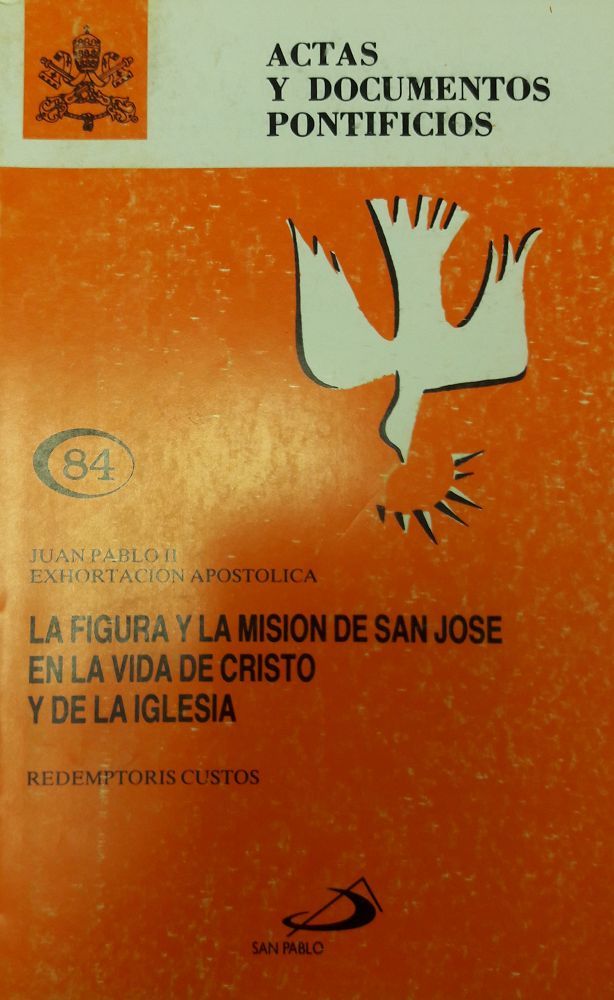 ACTAS
Y DOCUMENTOS
PONTIFICIOS
84
JUAN PABLO II
EXHORTACION APOSTOLICA
LA FIGURA Y LA MISION DE SAN JOSE
EN LA VIDA DE CRISTO
Y DE LA IGLESIA
REDEMPTORIS CUSTOS
SAN PABLO